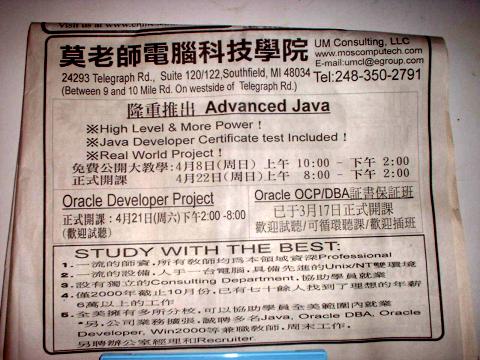 莫老師電腦科技學院
UM Consulting, LLC
www.moscomputech.com
E-mail:umcl@egroup.com
24293 Telegraph Rd., Suite 120/122,Southfield, MI 48034
Tel:248-350-2791
(Between 9 and 10 Mile Rd. On westside of Telegraph Rd.)
隆重推出 Advanced Java
※High Level & More Power!
※Java Developer Certificate test Included!
※Real World Project!
免費公開大教學:4月8日(周日)上午 10:00 - 下午 2:00
正式開課 4月22日(周日)上午 8:00 - 下午 2:00
Oracle Developer Project
正式開課:4月21日(周六)下午2:00 -8:00
(歡迎試聽)
Oracle OCP/DBA証書保証班
已于3月17日正式開課
歡迎試聽/可循環聽課/歡迎插班
STUDY WITH THE BEST:
1. 一流的師資,所有教師均爲本領域資深Professional
2. 一流的設備,人手一台電腦,具備先進的Unix/NT雙環境
3. 設有獨立的Consulting Department,協助學員就業
4. 僅2000年截止10月份,已有七十餘人找到了理想的年薪
6萬以上的工作
5. 全美擁有多所分校,可以協助學員全美範圍内就業
*另,公司業務擴張,誠聘多名Java, Oracle DBA, Oracle
Developer, Win2000等兼職教師,周末工作.
另聘辦公室經理和Recruiter.